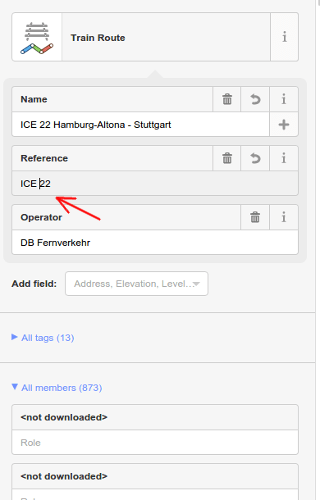 Train Route
Name
ICE 22 Hamburg-Altona - Stuttgart
Reference
ICE 22
Operator
DB Fernverkehr
Add field:
Address, Elevation, Level...
All tags (13)
All members (873)
<not downloaded>
Role
<not downloaded>